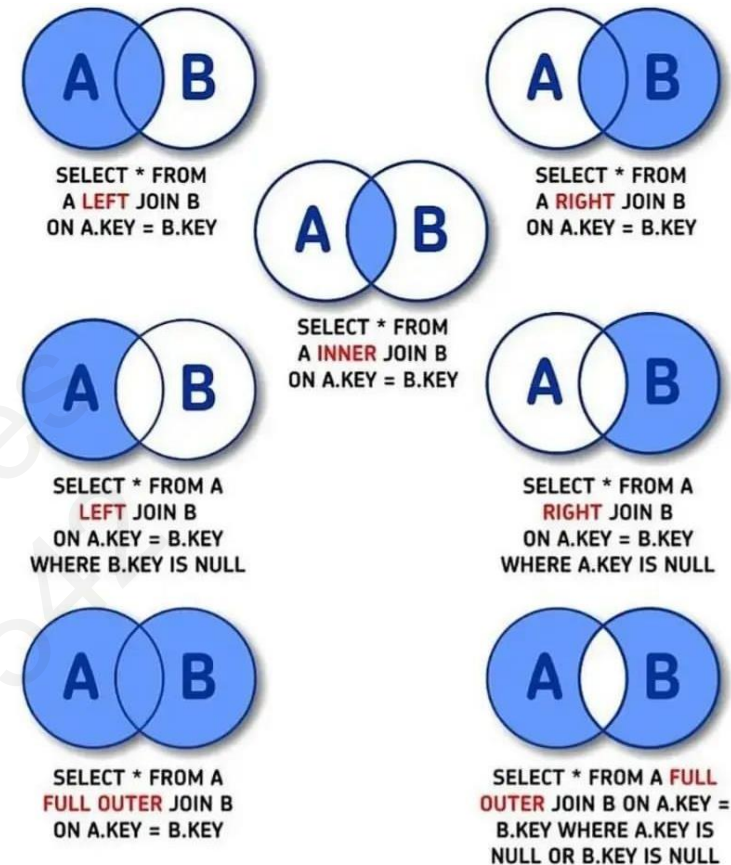 A B
SELECT * FROM
A LEFT JOIN B
ON A.KEY = B.KEY
A B
SELECT * FROM
A RIGHT JOIN B
ON A.KEY = B.KEY
A B
SELECT * FROM
A INNER JOIN B
ON A.KEY = B.KEY
A B
SELECT * FROM A
LEFT JOIN B
ON A.KEY = B.KEY
WHERE B.KEY IS NULL
A B
SELECT * FROM A
RIGHT JOIN B
ON A.KEY = B.KEY
WHERE A.KEY IS NULL
A B
SELECT * FROM A
FULL OUTER JOIN B
ON A.KEY = B.KEY
A B
SELECT * FROM A FULL
OUTER JOIN B ON A.KEY =
B.KEY WHERE A.KEY IS
NULL OR B.KEY IS NULL